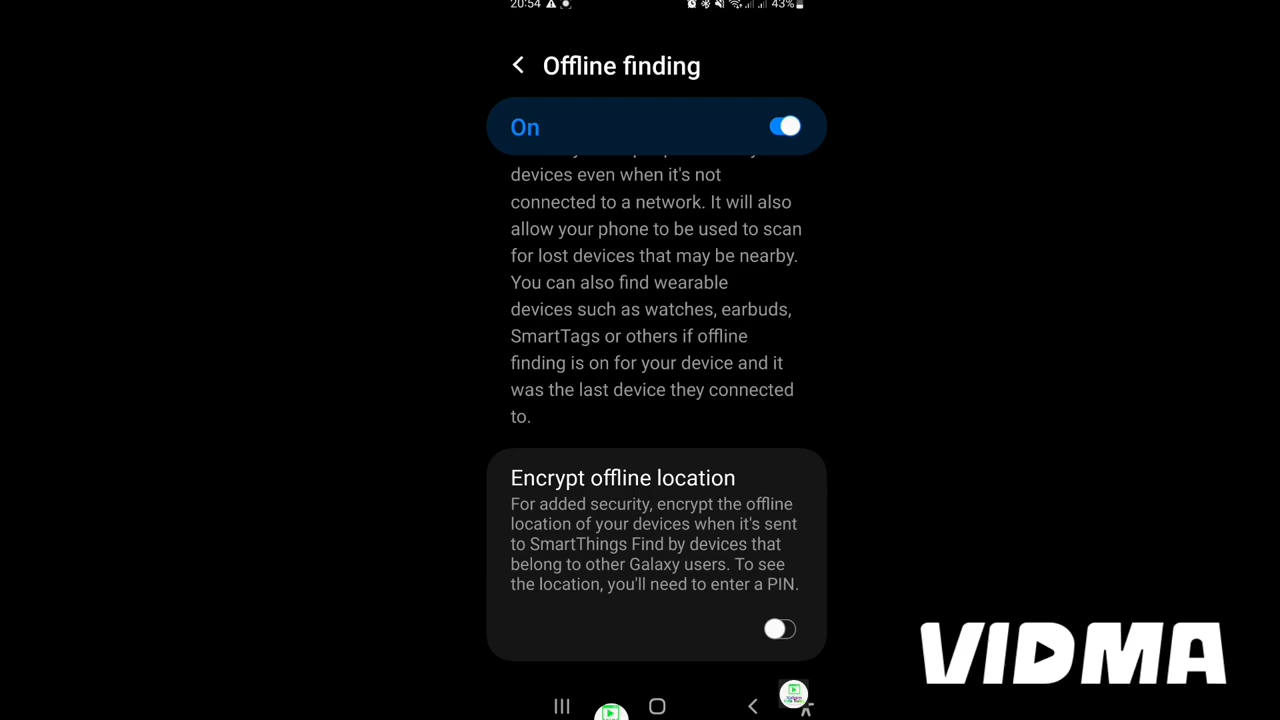 20:54
43%
Offline finding
On
devices even when it's not
connected to a network. It will also
allow your phone to be used to scan
for lost devices that may be nearby.
You can also find wearable
devices such as watches, earbuds,
SmartTags or others if offline
finding is on for your device and it
was the last device they connected
to.
Encrypt offline location
For added security, encrypt the offline
location of your devices when it's sent
to SmartThings Find by devices that
belong to other Galaxy users. To see
the location, you'll need to enter a PIN.
VIDMA